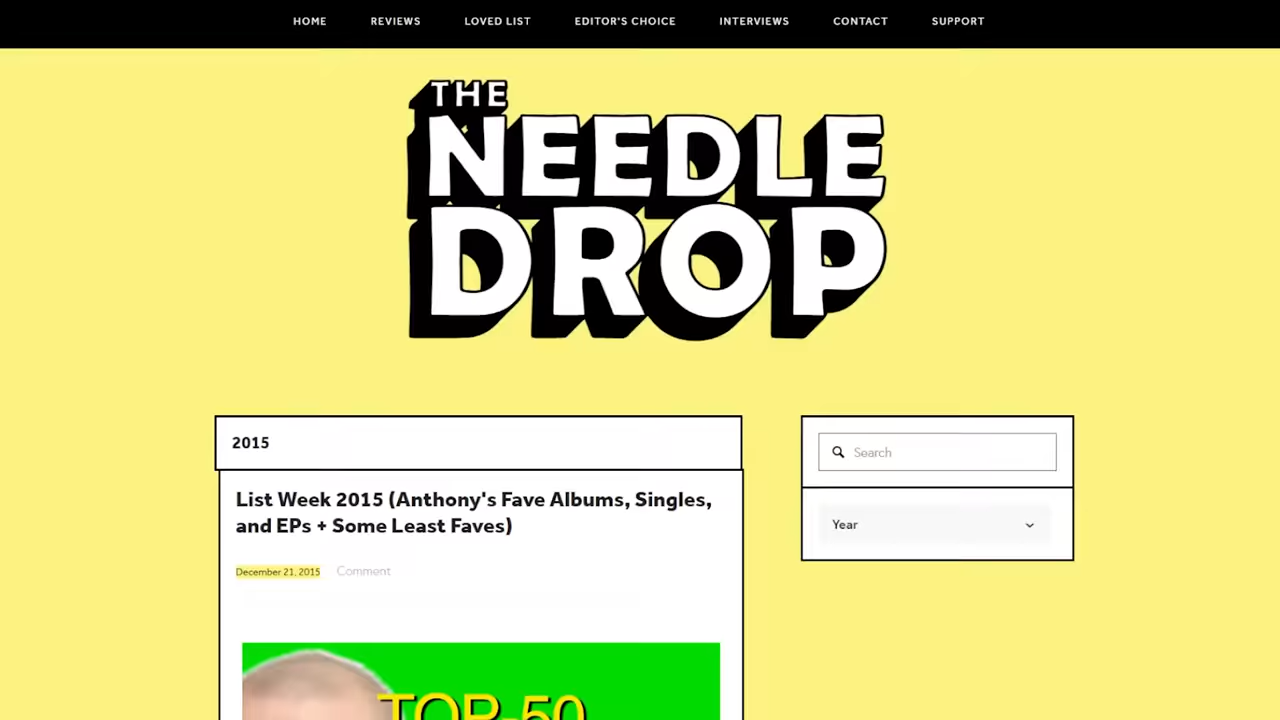 HOME REVIEWS LOVED LIST EDITOR'S CHOICE INTERVIEWS CONTACT SUPPORT
THE
NEEDLE
DROP
2015
Search
List Week 2015 (Anthony's Fave Albums, Singles,
and EPs + Some Least Faves)
Year
December 21, 2015 Comment
TOP-50